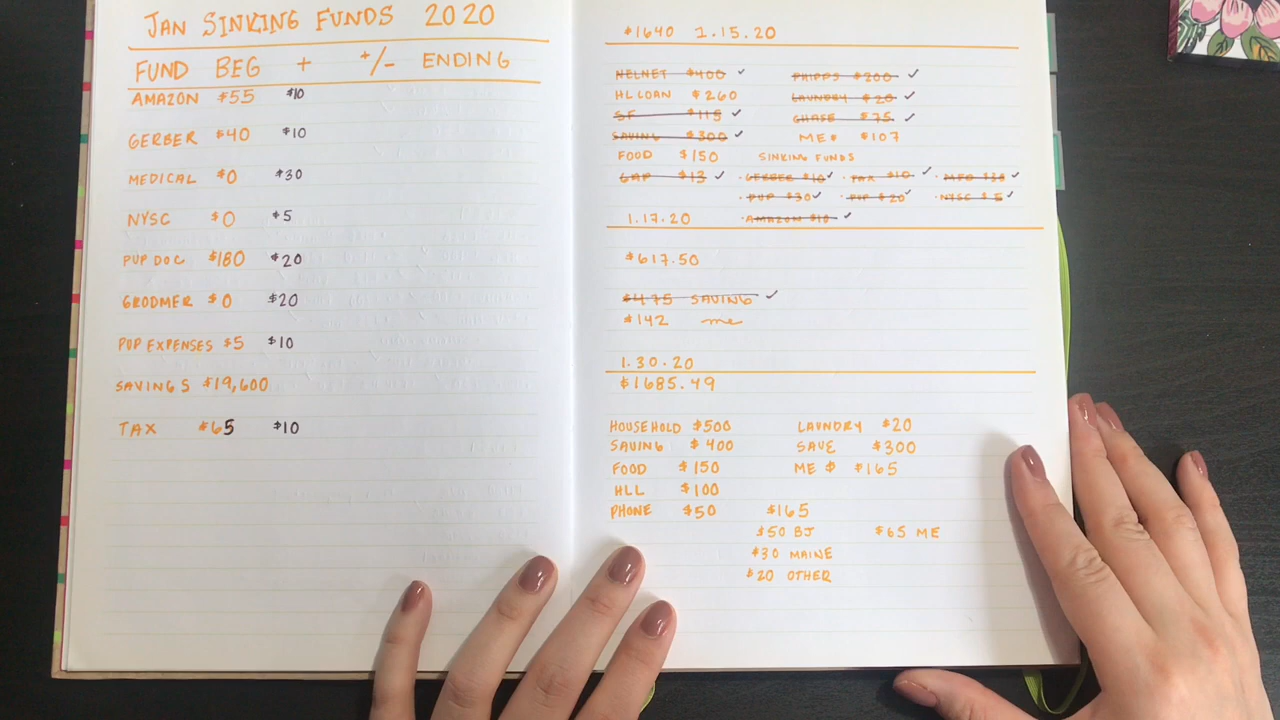 JAN SINKING FUNDS 2020
FUND BEG + +/- ENDING
AMAZON $55 $10
GERBER $40 $10
MEDICAL $0 $30
NYSC $0 $5
PUP DOC $180 $20
GROOMER $0 $20
PUP EXPENSES $5 $10
SAVINGS $19,600
TAX $65 $10
$1640 1.15.20
NELNET $400 ✓ PHIPPS $200 ✓
HL LOAN $260 LAUNDRY $20 ✓
SF $115 ✓ CHASE $75 ✓
SAVING $300 ✓ ME $107
FOOD $150 SINKING FUNDS
GAP $13 ✓ ·GERBER $10 ✓ ·TAX $10 ✓ ·MED $30 ✓
·PUP $30 ✓ ·PUP $20 ✓ ·NYSC $5 ✓
1.17.20 ·AMAZON $10 ✓
$617.50
$475 SAVING ✓
$142 me
1.30.20
$1685.49
HOUSEHOLD $500 LAUNDRY $20
SAVING $400 SAVE $300
FOOD $150 ME $ $165
HLL $100
PHONE $50 $165
$50 BJ $65 ME
$30 MAINE
$20 OTHER